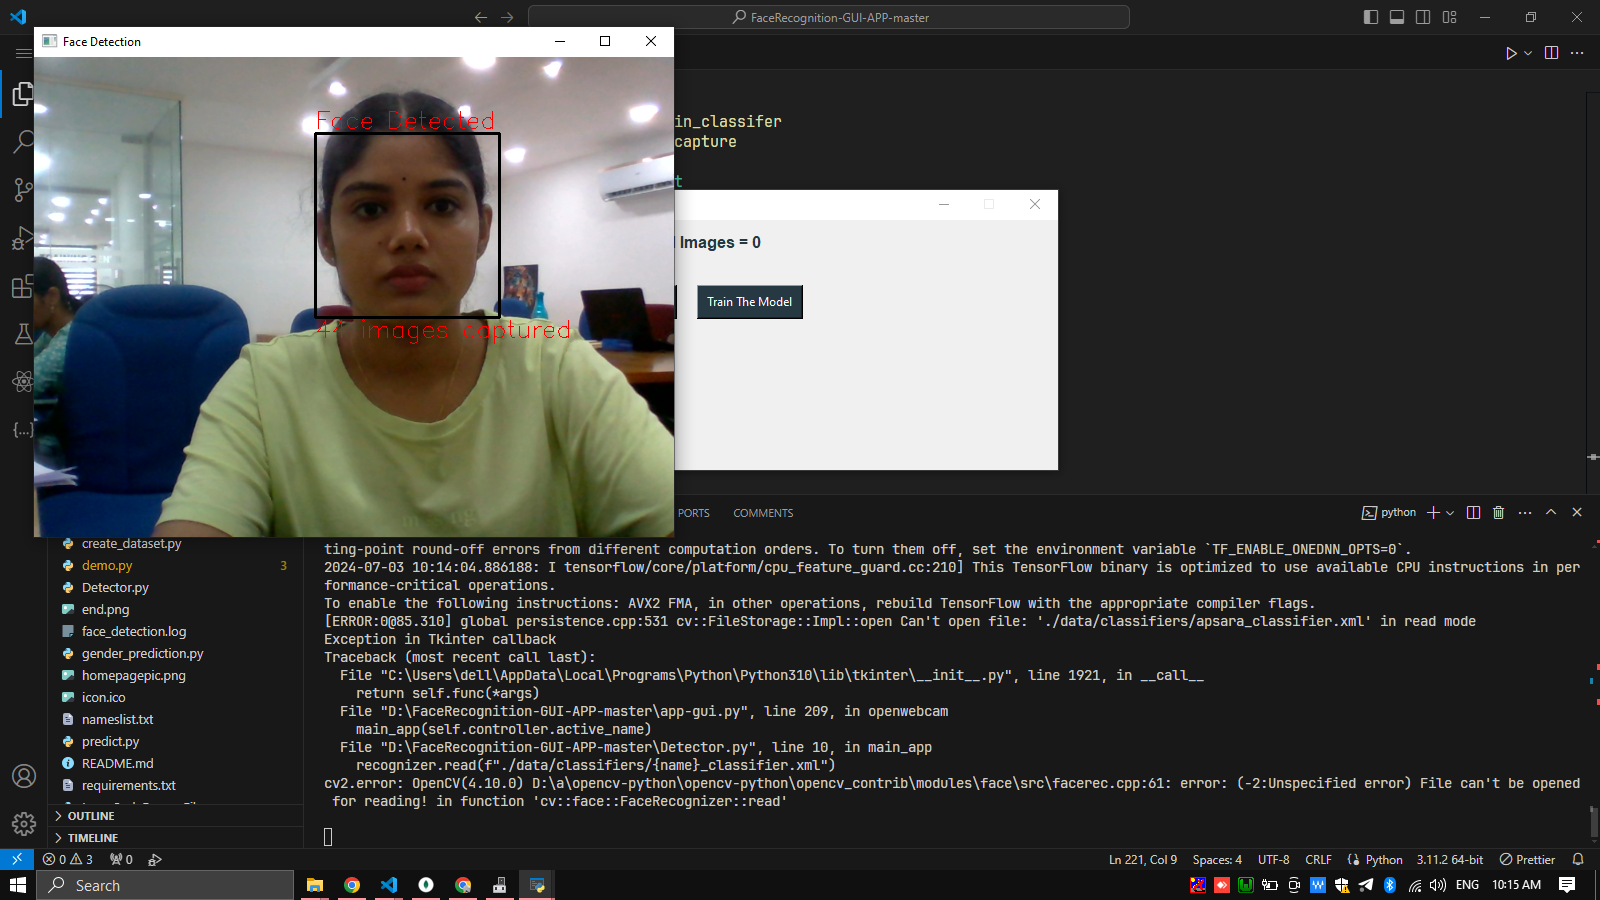 FaceRecognition-GUI-APP-master
Face Detection
Face Detected
images captured
in_classifer
capture
t
Images = 0
Train The Model
PORTS
COMMENTS
python
create_dataset.py
demo.py
3
Detector.py
end.png
face_detection.log
gender_prediction.py
homepagepic.png
icon.ico
nameslist.txt
predict.py
README.md
requirements.txt
OUTLINE
TIMELINE
ting-point round-off errors from different computation orders. To turn them off, set the environment variable `TF_ENABLE_ONEDNN_OPTS=0`.
2024-07-03 10:14:04.886188: I tensorflow/core/platform/cpu_feature_guard.cc:210] This TensorFlow binary is optimized to use available CPU instructions in per
formance-critical operations.
To enable the following instructions: AVX2 FMA, in other operations, rebuild TensorFlow with the appropriate compiler flags.
[ERROR:0@85.310] global persistence.cpp:531 cv::FileStorage::Impl::open Can't open file: './data/classifiers/apsara_classifier.xml' in read mode
Exception in Tkinter callback
Traceback (most recent call last):
File "C:\Users\dell\AppData\Local\Programs\Python\Python310\lib\tkinter\__init__.py", line 1921, in __call__
return self.func(*args)
File "D:\FaceRecognition-GUI-APP-master\app-gui.py", line 209, in openwebcam
main_app(self.controller.active_name)
File "D:\FaceRecognition-GUI-APP-master\Detector.py", line 10, in main_app
recognizer.read(f"./data/classifiers/{name}_classifier.xml")
cv2.error: OpenCV(4.10.0) D:\a\opencv-python\opencv-python\opencv_contrib\modules\face\src\facerec.cpp:61: error: (-2:Unspecified error) File can't be opened
for reading! in function 'cv::face::FaceRecognizer::read'
0 3 0
Ln 221, Col 9
Spaces: 4
UTF-8
CRLF
Python
3.11.2 64-bit
Prettier
Search
ENG
10:15 AM